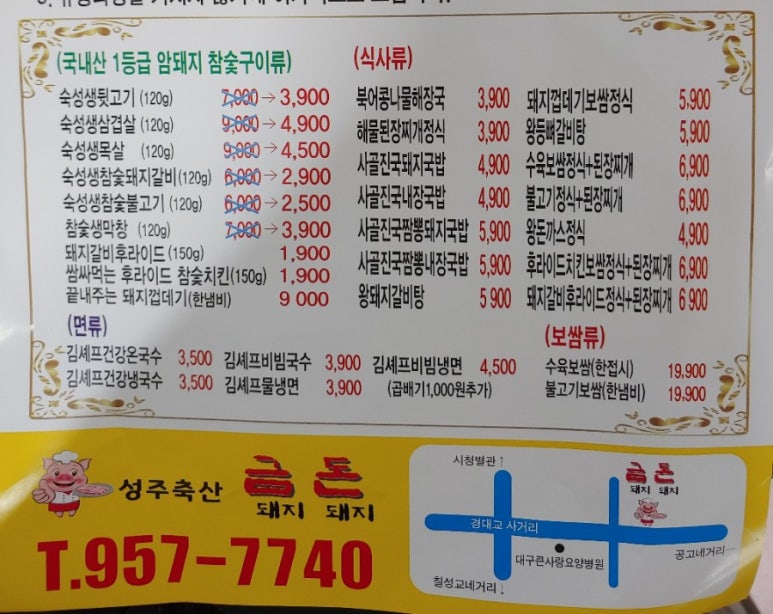 (국내산 1등급 암돼지 참숯구이류)
숙성생뒷고기 (120g) 7,000 → 3,900
숙성생삼겹살 (120g) 9,000 → 4,900
숙성생목살 (120g) 9,000 → 4,500
숙성생참숯돼지갈비(120g) 6,000 → 2,900
숙성생참숯불고기 (120g) 6,000 → 2,500
참숯생막창 (120g) 7,000 → 3,900
돼지갈비후라이드 (150g) 1,900
쌈싸먹는 후라이드 참숯치킨(150g) 1,900
끝내주는 돼지껍데기(한냄비) 9 000
(식사류)
북어콩나물해장국 3,900
해물된장찌개정식 3,900
사골진국돼지국밥 4,900
사골진국내장국밥 4,900
사골진국짬뽕돼지국밥 5,900
사골진국짬뽕내장국밥 5,900
왕돼지갈비탕 5 900
돼지껍데기보쌈정식 5,900
왕등뼈갈비탕 5,900
수육보쌈정식+된장찌개 6,900
불고기정식+된장찌개 6,900
왕돈까스정식 4,900
후라이드치킨보쌈정식+된장찌개 6,900
돼지갈비후라이드정식+된장찌개 6 900
(면류)
김셰프건강온국수 3,500
김셰프건강냉국수 3,500
김셰프비빔국수 3,900
김셰프물냉면 3,900
김셰프비빔냉면 4,500
(곱배기1,000원추가)
(보쌈류)
수육보쌈(한접시) 19,900
불고기보쌈(한냄비) 19,900
성주축산 금돈
돼지 돼지
T.957-7740
시청별관↑
금돈
돼지 돼지
경대교 사거리
대구큰사랑요양병원
공고네거리→
칠성교네거리↓